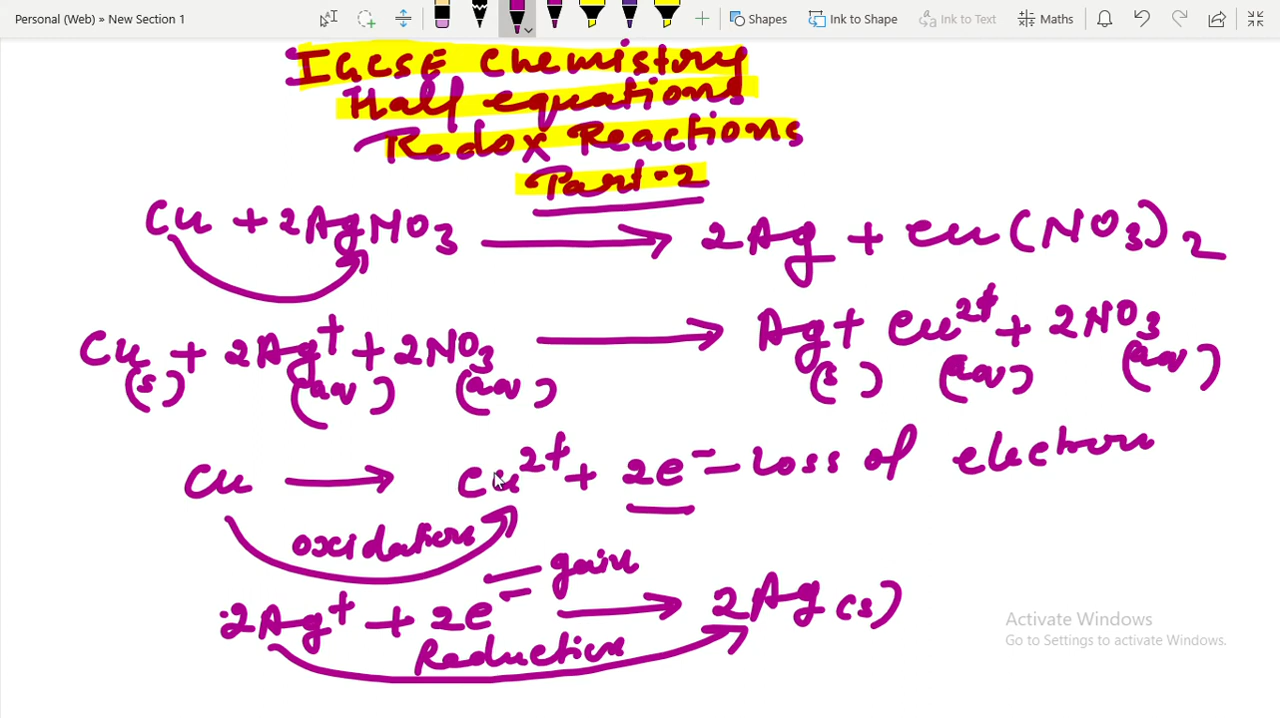 Personal (Web) » New Section 1
Shapes Ink to Shape Ink to Text Maths
IGCSE Chemistry
Half equations
Redox Reactions
Part-2
Cu + 2AgNO3 → 2Ag + Cu(NO3)2
Cu(s) + 2Ag+(aq) + 2NO3(aq) → Ag(s) + Cu2+(aq) + 2NO3(aq)
Cu → Cu2+ + 2e- – Loss of electrons
oxidation
gain
2Ag+ + 2e- → 2Ag(s)
Reduction
Activate Windows
Go to Settings to activate Windows.